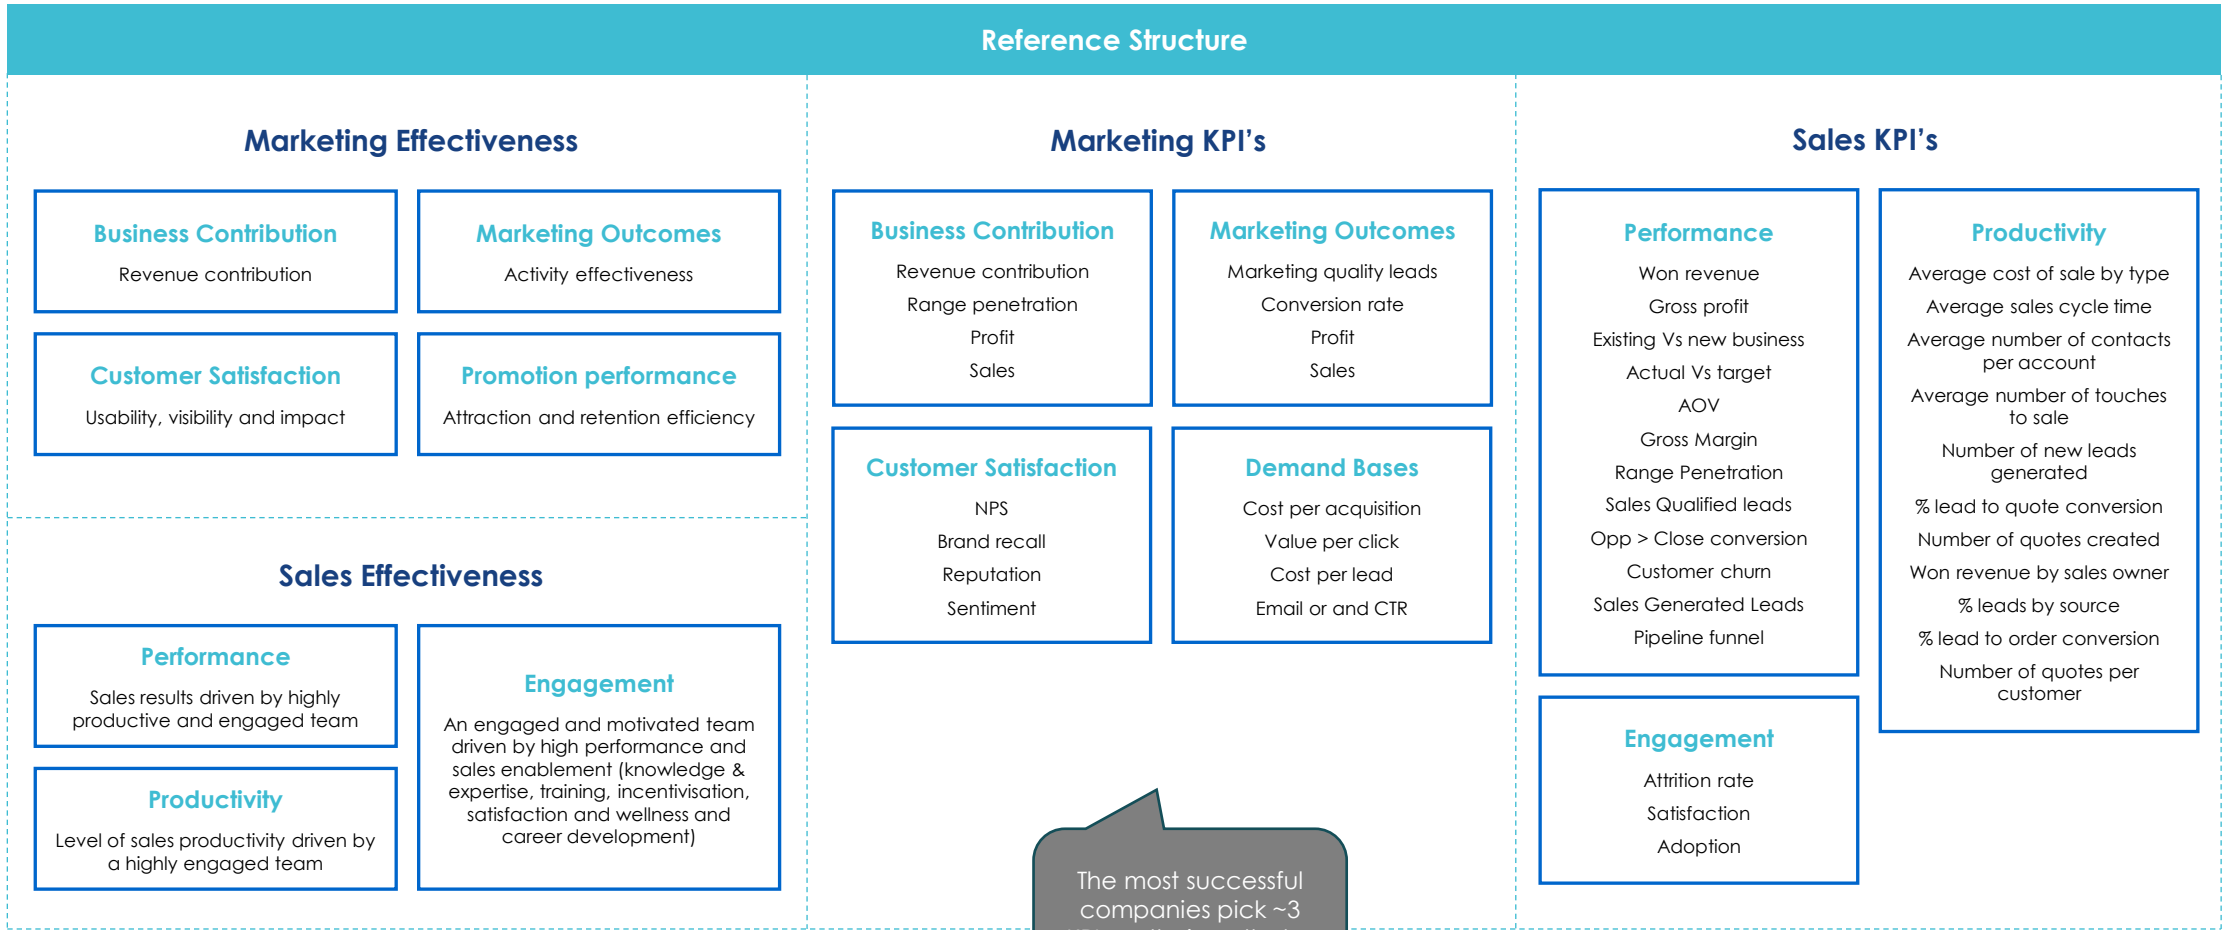 Reference Structure
Marketing Effectiveness
Business Contribution
Revenue contribution
Marketing Outcomes
Activity effectiveness
Customer Satisfaction
Usability, visibility and impact
Promotion performance
Attraction and retention efficiency
Sales Effectiveness
Performance
Sales results driven by highly
productive and engaged team
Productivity
Level of sales productivity driven by
a highly engaged team
Engagement
An engaged and motivated team
driven by high performance and
sales enablement (knowledge &
expertise, training, incentivisation,
satisfaction and wellness and
career development)
Marketing KPI’s
Business Contribution
Revenue contribution
Range penetration
Profit
Sales
Marketing Outcomes
Marketing quality leads
Conversion rate
Profit
Sales
Customer Satisfaction
NPS
Brand recall
Reputation
Sentiment
Demand Bases
Cost per acquisition
Value per click
Cost per lead
Email or and CTR
The most successful
companies pick ~3
Sales KPI’s
Performance
Won revenue
Gross profit
Existing Vs new business
Actual Vs target
AOV
Gross Margin
Range Penetration
Sales Qualified leads
Opp > Close conversion
Customer churn
Sales Generated Leads
Pipeline funnel
Engagement
Attrition rate
Satisfaction
Adoption
Productivity
Average cost of sale by type
Average sales cycle time
Average number of contacts
per account
Average number of touches
to sale
Number of new leads
generated
% lead to quote conversion
Number of quotes created
Won revenue by sales owner
% leads by source
% lead to order conversion
Number of quotes per
customer